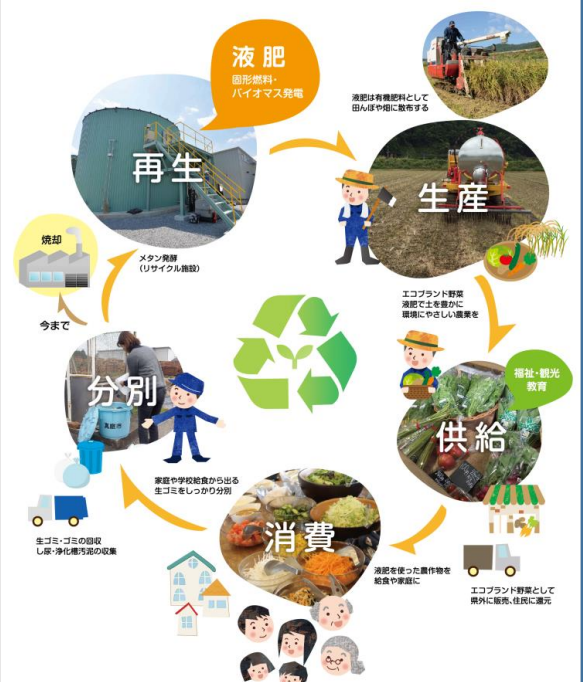 液肥
固形燃料・
バイオマス発電
再生
メタン発酵
(リサイクル施設)
液肥は有機肥料として
田んぼや畑に散布する
生産
エコブランド野菜
液肥で土を豊かに
環境にやさしい農業を
福祉・観光
教育
供給
エコブランド野菜として
県外に販売、住民に還元
液肥を使った農作物を
給食や家庭に
消費
家庭や学校給食から出る
生ゴミをしっかり分別
分別
生ゴミ・ゴミの回収
し尿・浄化槽汚泥の収集
今まで
焼却